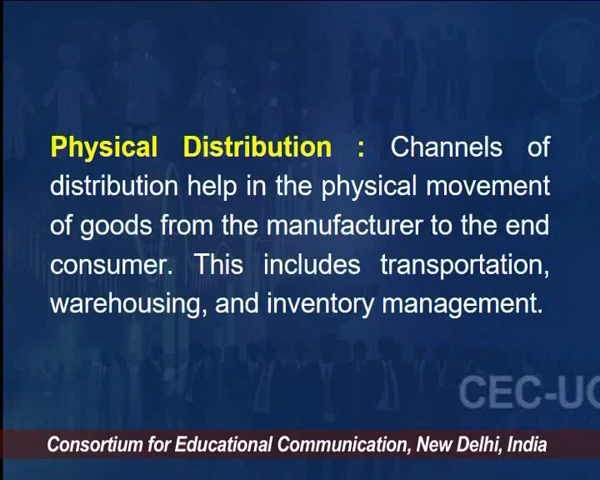 Physical Distribution : Channels of
distribution help in the physical movement
of goods from the manufacturer to the end
consumer. This includes transportation,
warehousing, and inventory management.
CEC-UG
Consortium for Educational Communication, New Delhi, India